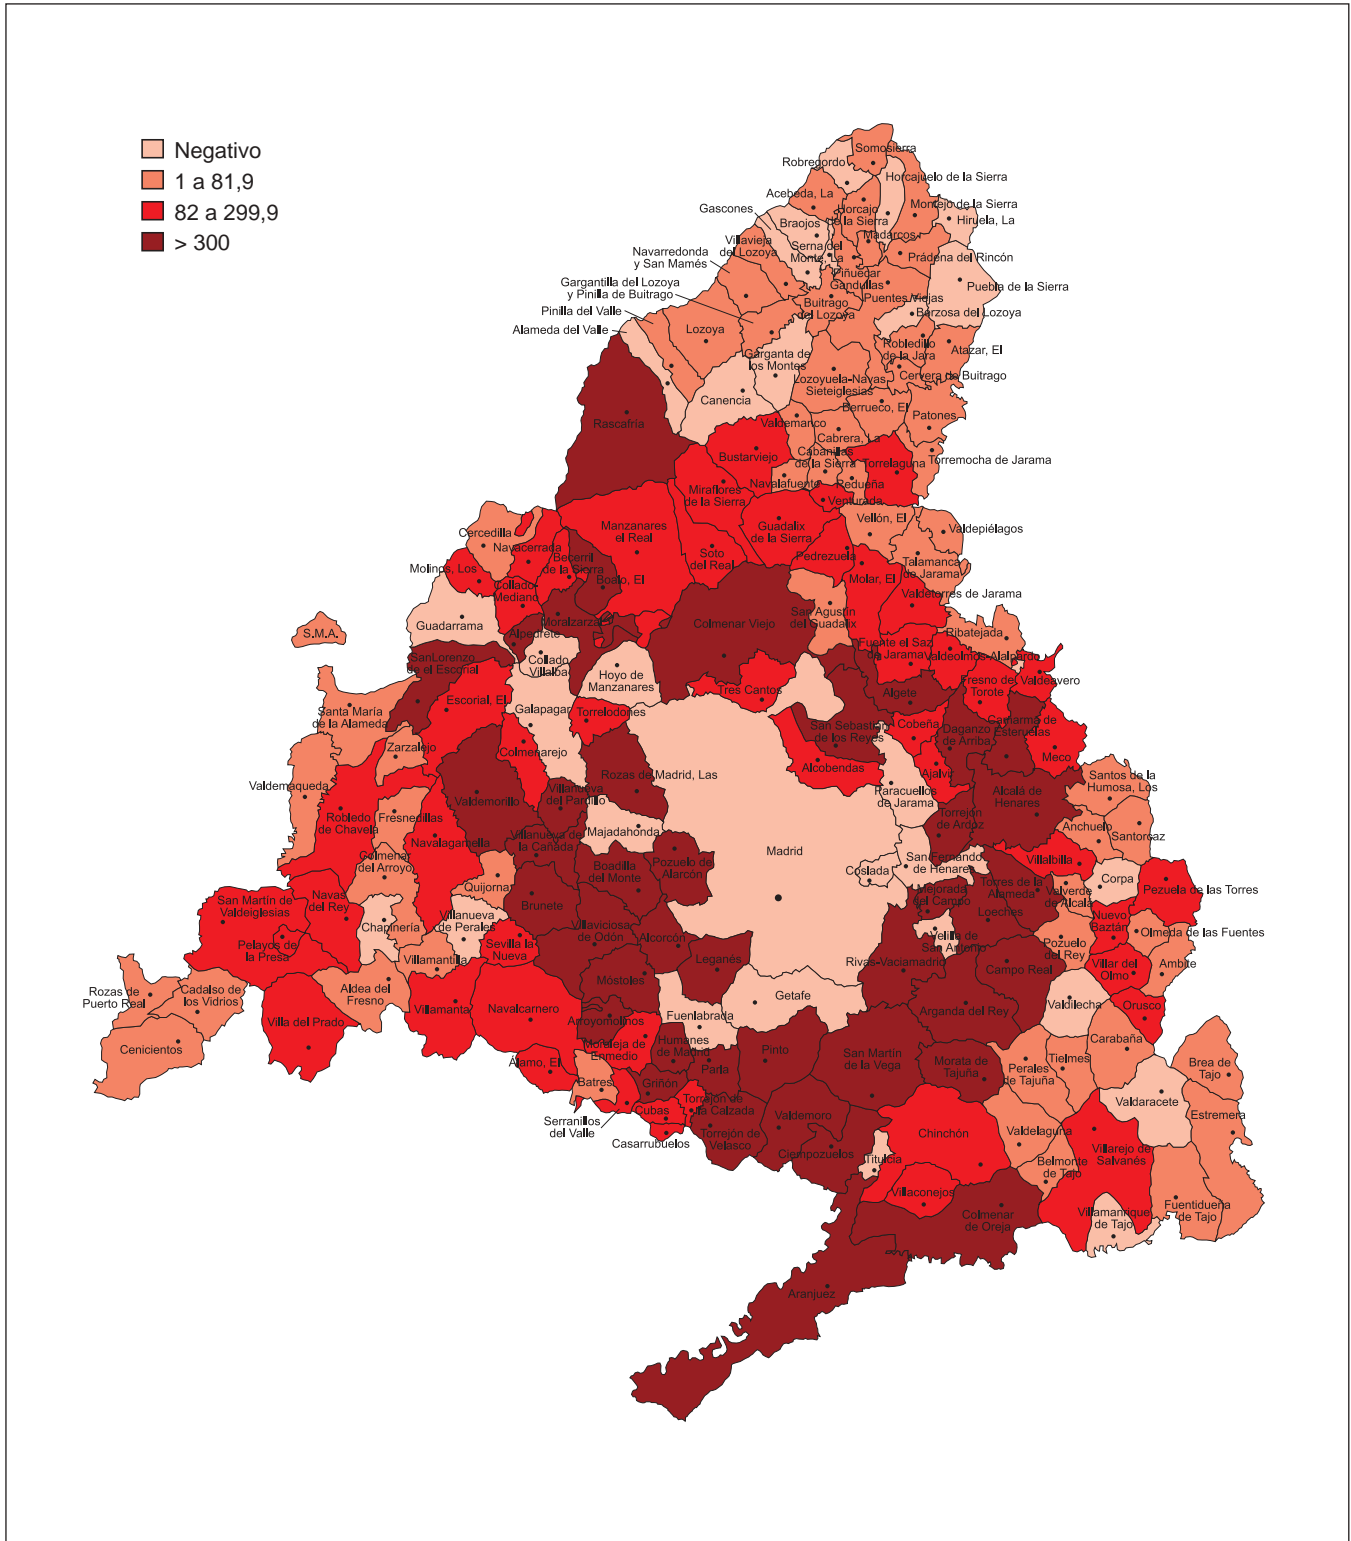 Negativo
1 a 81,9
82 a 299,9
> 300
Somosierra
Robregordo
Horcajuelo de la Sierra
Acebeda, La
Horcajo
de la Sierra
Montejo de la Sierra
Hiruela, La
Gascones
Braojos
Madarcos
Villavieja
del Lozoya
Serna del
Monte, La
Prádena del Rincón
Navarredonda
y San Mamés
Piñuécar
Gandullas
Puebla de la Sierra
Gargantilla del Lozoya
y Pinilla de Buitrago
Buitrago
del Lozoya
Puentes Viejas
Berzosa del Lozoya
Pinilla del Valle
Alameda del Valle
Lozoya
Garganta de
los Montes
Robledillo
de la Jara
Atazar, El
Cervera de Buitrago
Lozoyuela-Navas
Sieteiglesias
Canencia
Berrueco, El
Patones
Rascafría
Valdemanco
Cabrera, La
Bustarviejo
Cabanillas
de la Sierra
Torrelaguna
Torremocha de Jarama
Miraflores
de la Sierra
Navalafuente
Redueña
Venturada
Cercedilla
Navacerrada
Manzanares
el Real
Guadalix
de la Sierra
Vellón, El
Valdepiélagos
Molinos, Los
Becerril
de la Sierra
Soto
del Real
Pedrezuela
Talamanca
de Jarama
Boalo, El
Molar, El
Collado-
Mediano
Valdetorres de Jarama
Guadarrama
Moralzarzal
Colmenar Viejo
San Agustín
del Guadalix
S.M.A.
Alpedrete
Ribatejada
Fuente el Saz
de Jarama
Valdeolmos-Alalpardo
SanLorenzo
de el Escorial
Collado
Villalba
Hoyo de
Manzanares
Tres Cantos
Algete
Fresno de
Torote
Valdeavero
Escorial, El
Santa María
de la Alameda
Galapagar
Torrelodones
San Sebastián
de los Reyes
Cobeña
Daganzo
de Arriba
Camarma de
Esteruelas
Zarzalejo
Colmenarejo
Alcobendas
Ajalvir
Meco
Valdemaqueda
Rozas de Madrid, Las
Valdemorillo
Villanueva
del Pardillo
Paracuellos
de Jarama
Alcalá de
Henares
Santos de la
Humosa, Los
Robledo
de Chavela
Fresnedillas
Navalagamella
Villanueva de
la Cañada
Majadahonda
Torrejón
de Ardoz
Anchuelo
Santorcaz
Madrid
Colmenar
del Arroyo
Boadilla
del Monte
Pozuelo de
Alarcón
Coslada
San Fernando
de Henares
Villalbilla
Corpa
Pezuela de las Torres
Quijorna
Brunete
Mejorada
del Campo
Torres de la
Alameda
Valverde
de Alcalá
San Martín de
Valdeiglesias
Navas
del Rey
Chapinería
Villanueva
de Perales
Villaviciosa
de Odón
Alcorcón
Loeches
Nuevo
Baztán
Olmeda de las Fuentes
Pelayos de
la Presa
Sevilla la
Nueva
Leganés
Velilla de
San Antonio
Pozuelo
del Rey
Villamantilla
Rivas-Vaciamadrid
Campo Real
Villar del
Olmo
Ambite
Rozas de
Puerto Real
Cadalso de
los Vidrios
Aldea del
Fresno
Móstoles
Getafe
Valdilecha
Villamanta
Navalcarnero
Arroyomolinos
Fuenlabrada
Arganda del Rey
Orusco
Villa del Prado
Cenicientos
Moraleja de
Enmedio
Humanes
de Madrid
Pinto
San Martín
de la Vega
Morata de
Tajuña
Perales
de Tajuña
Tielmes
Carabaña
Álamo, El
Parla
Brea de
Tajo
Batres
Griñón
Valdaracete
Serranillos
del Valle
Cubas
Torrejón de
la Calzada
Valdemoro
Estremera
Casarrubuelos
Torrejón de
Velasco
Ciempozuelos
Chinchón
Valdelaguna
Titulcia
Belmonte
de Tajo
Villarejo de
Salvanés
Villaconejos
Colmenar
de Oreja
Villamanrique
de Tajo
Fuentidueña
de Tajo
Aranjuez